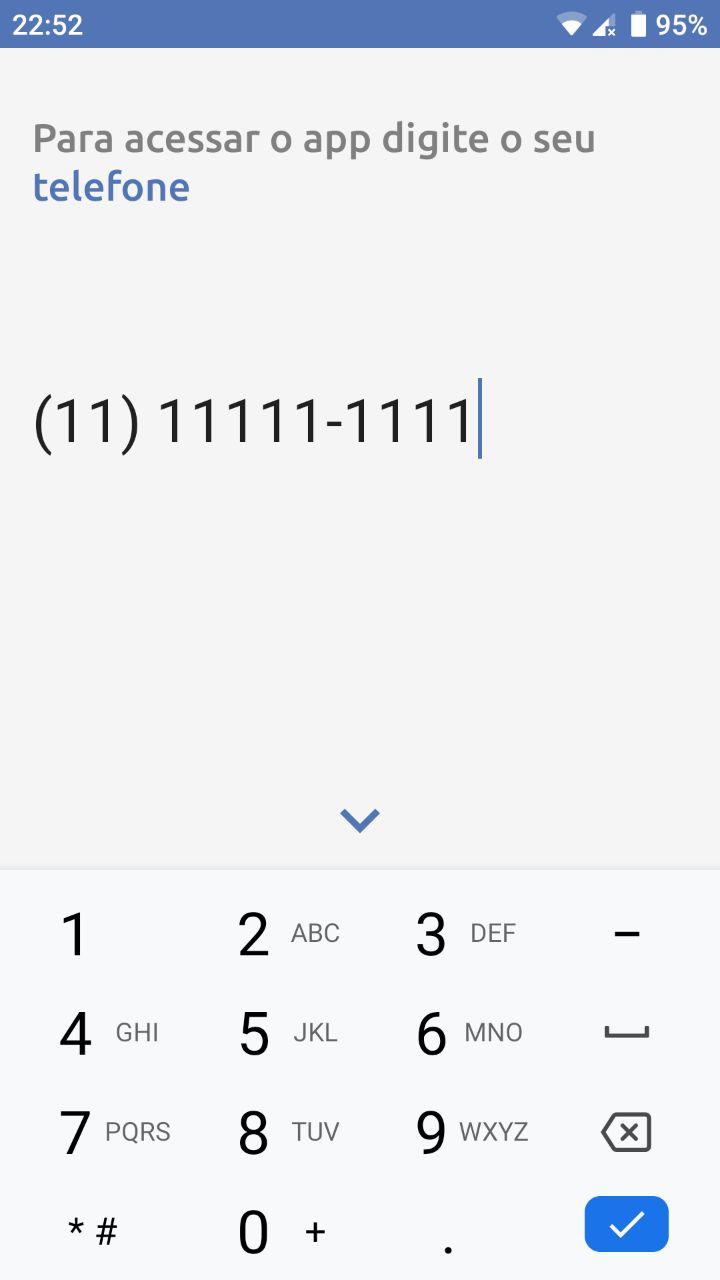 22:52 95%
Para acessar o app digite o seu
telefone
(11) 11111-1111
1 2 ABC 3 DEF -
4 GHI 5 JKL 6 MNO
7 PQRS 8 TUV 9 WXYZ
* # 0 + .